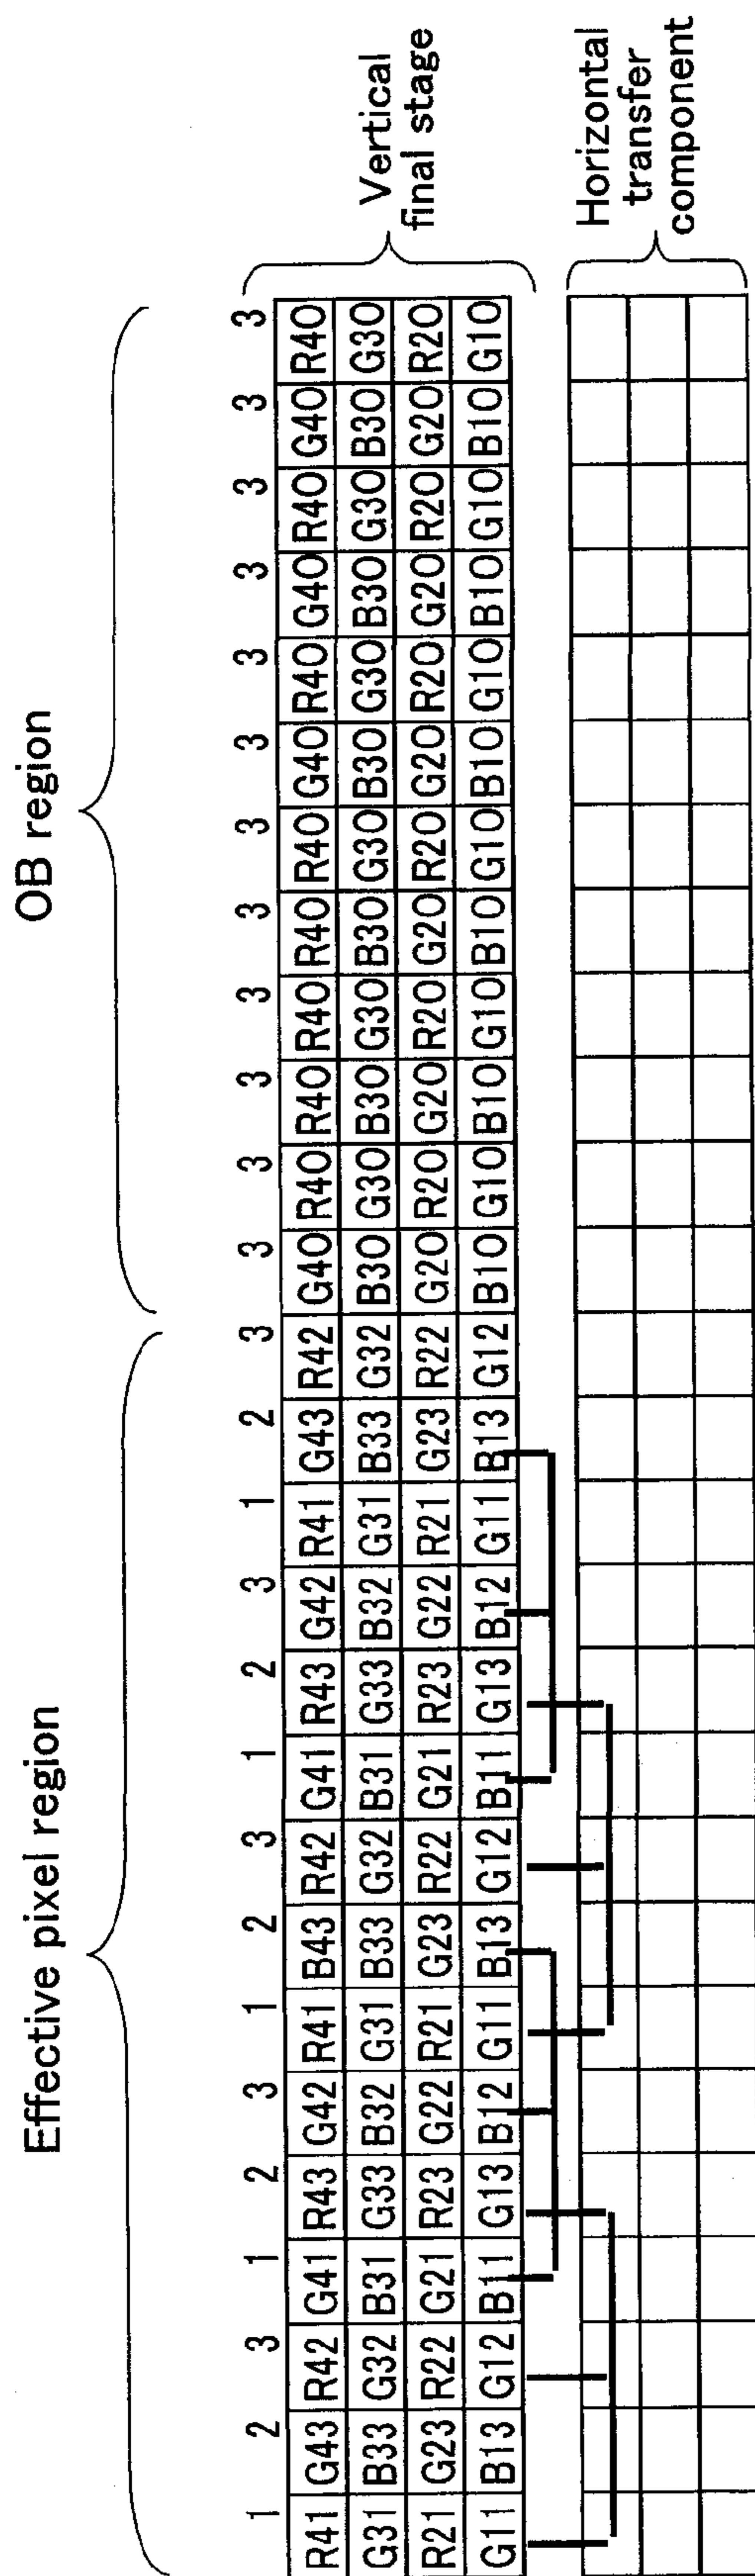 Effective pixel region OB region
1 2 3 1 2 3 1 2 3 1 2 3 1 2 3 3 3 3 3 3 3 3 3 3 3 3 3
R41 G43 R42 G41 R43 G42 R41 B43 R42 G41 R43 G42 R41 G43 R42 G40 R40 R40 R40 R40 R40 G40 R40 G40 R40 G40 R40
G31 B33 G32 B31 G33 B32 G31 B33 G32 B31 G33 B32 G31 B33 G32 B30 G30 B30 G30 B30 G30 B30 G30 B30 G30 B30 G30
R21 G23 R22 G21 R23 G22 R21 G23 R22 G21 R23 G22 R21 G23 R22 G20 R20 G20 R20 G20 R20 G20 R20 G20 R20 G20 R20
G11 B13 G12 B11 G13 B12 G11 B13 G12 B11 G13 B12 G11 B13 G12 B10 G10 B10 G10 B10 G10 B10 G10 B10 G10 B10 G10
Vertical
final stage
Horizontal
transfer
component